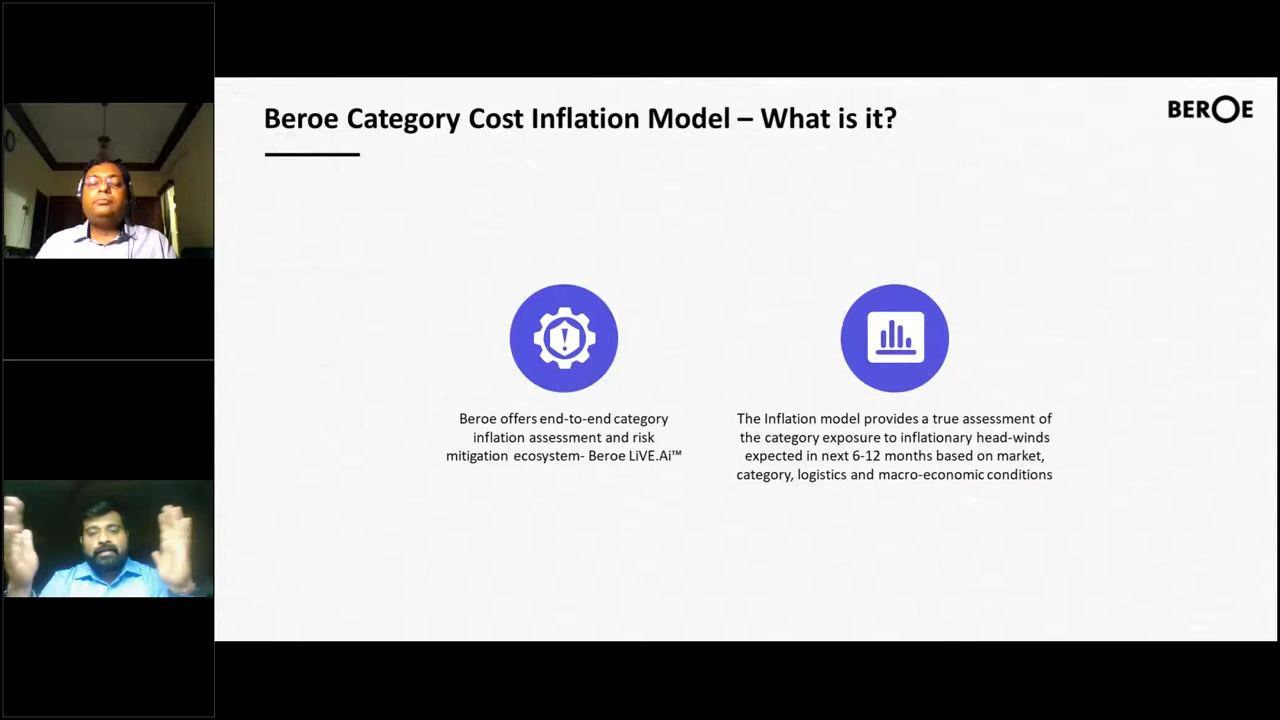 Beroe Category Cost Inflation Model – What is it?
BEROE
Beroe offers end-to-end category
inflation assessment and risk
mitigation ecosystem- Beroe LiVE.Ai™
The Inflation model provides a true assessment of
the category exposure to inflationary head-winds
expected in next 6-12 months based on market,
category, logistics and macro-economic conditions